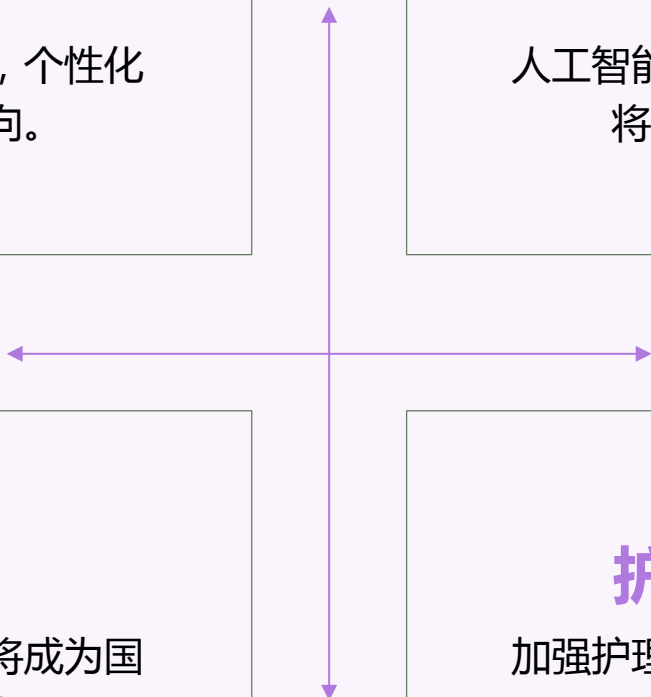 , 个性化
向。
人工智能
将
将成为国
护
加强护理